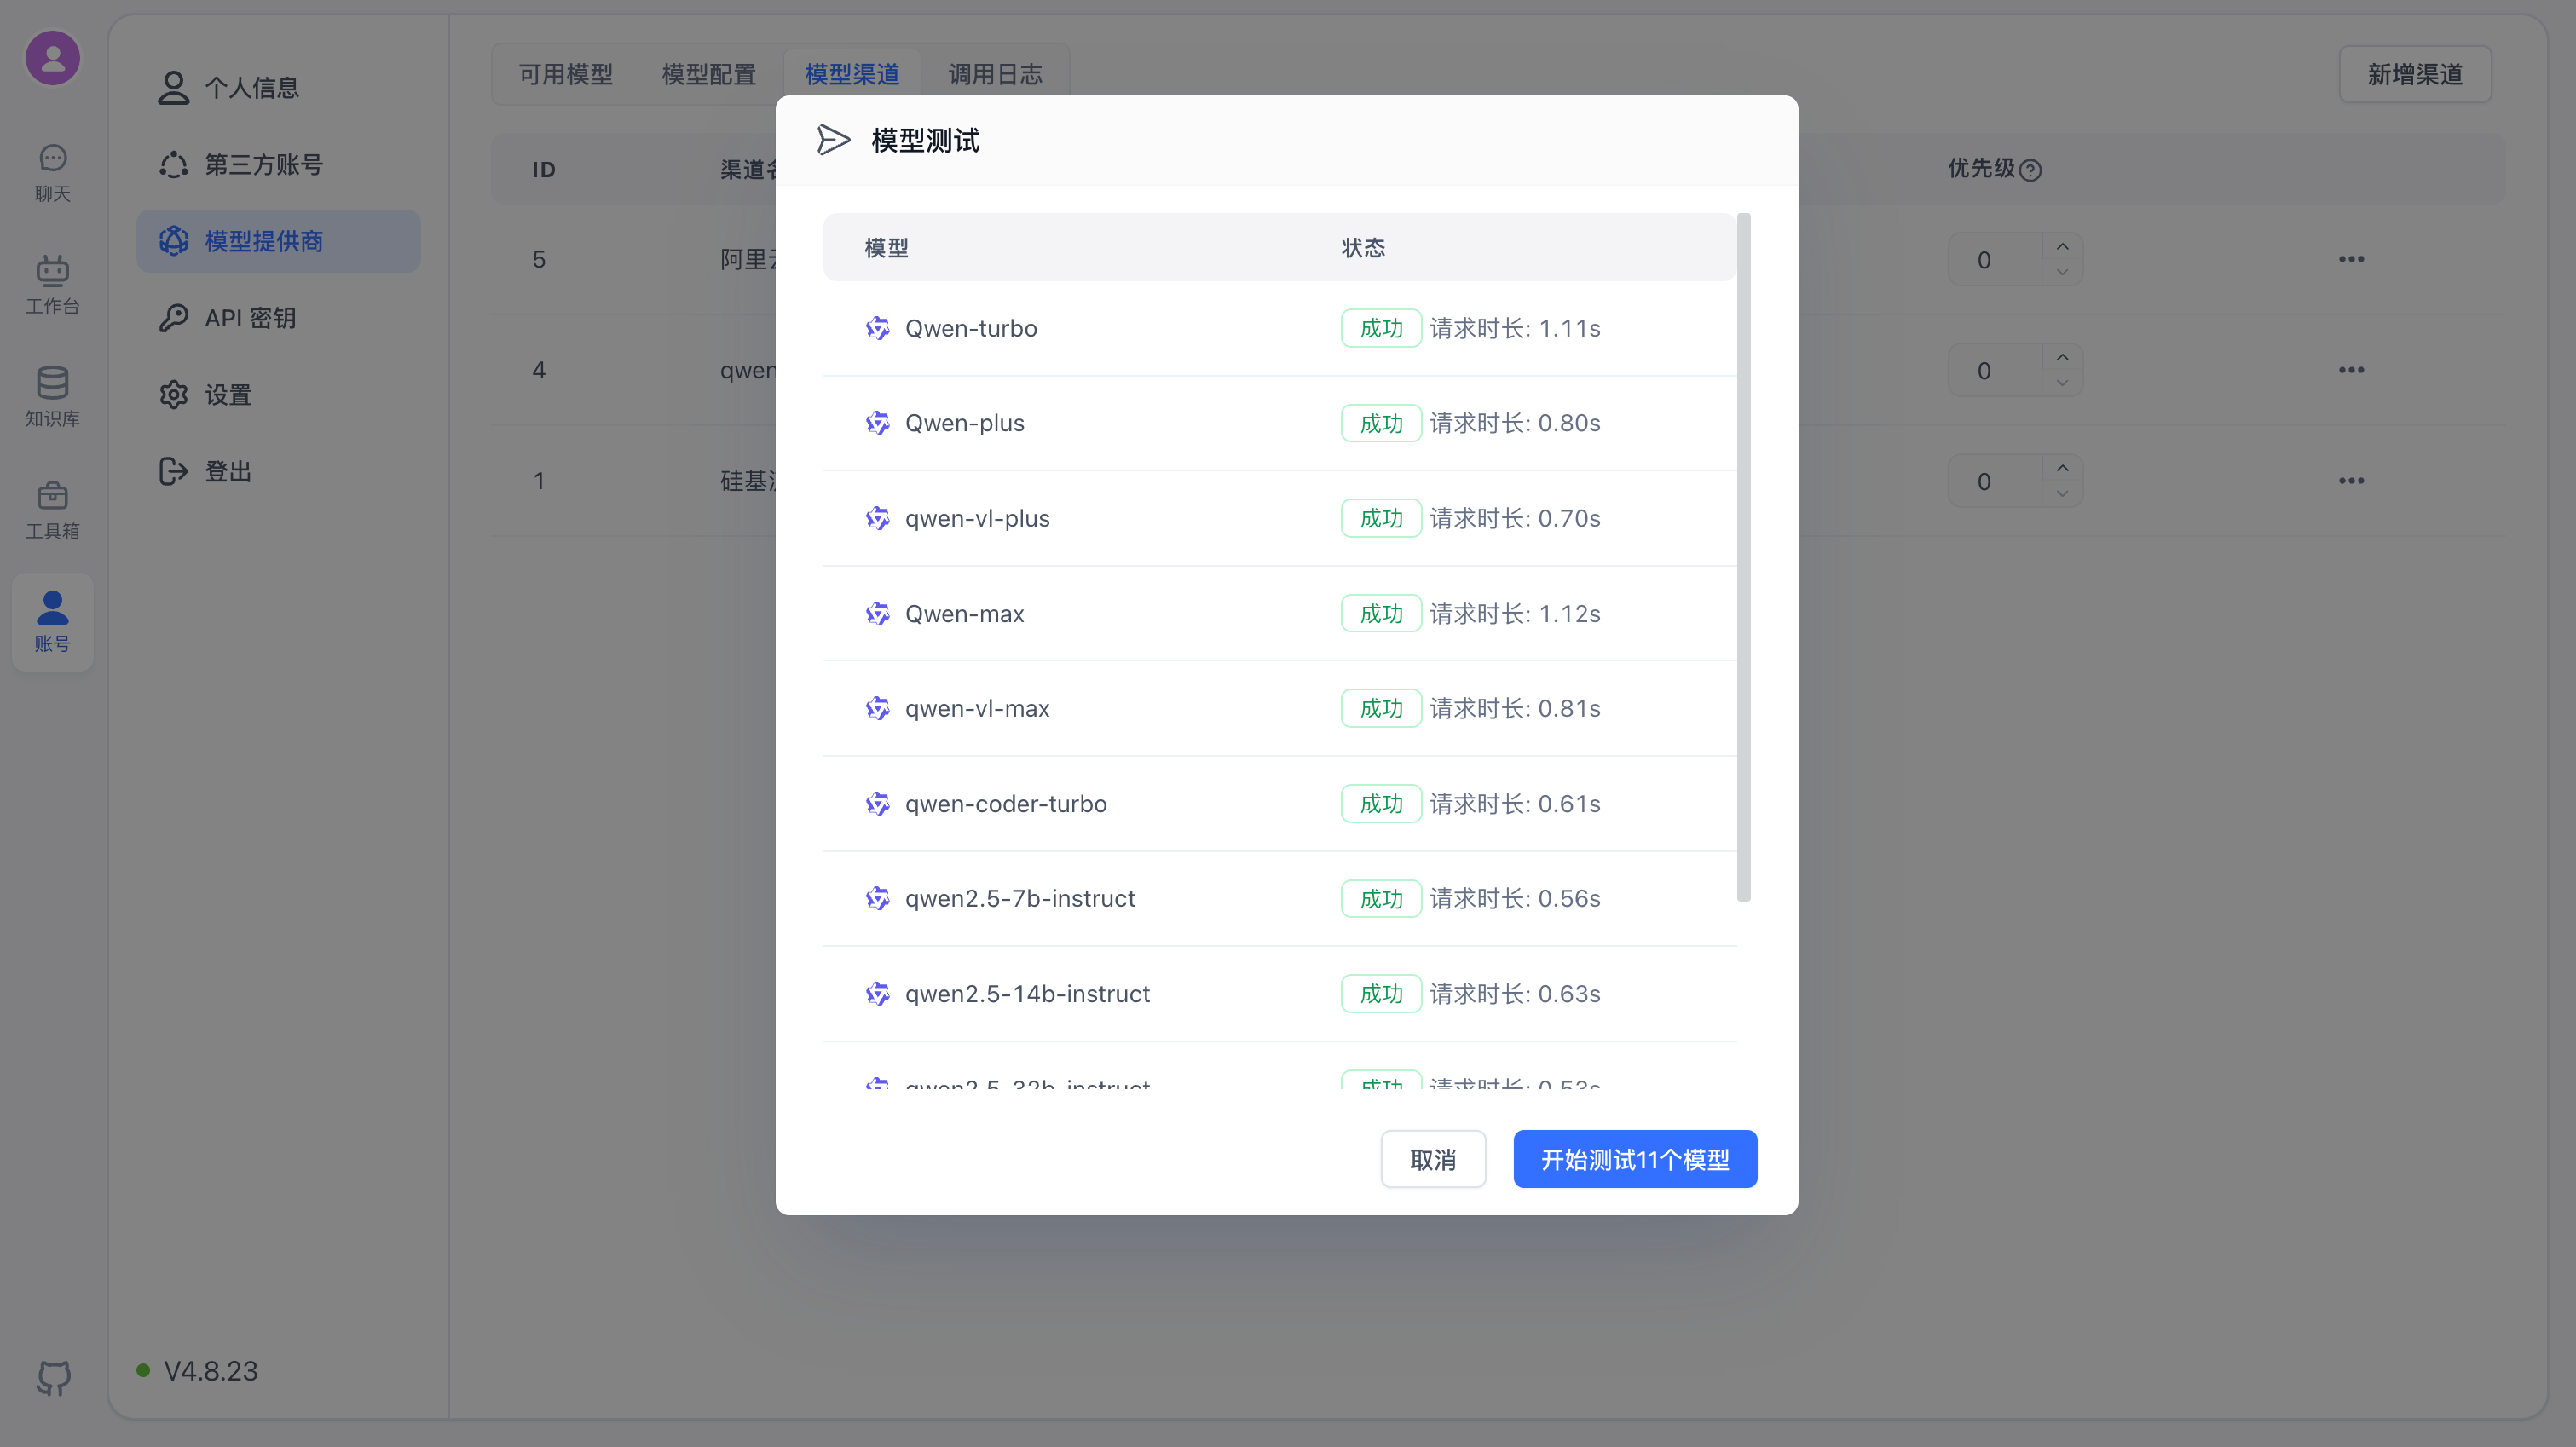 聊天
工作台
知识库
工具箱
账号
个人信息
第三方账号
模型提供商
API 密钥
设置
登出
V4.8.23
可用模型 模型配置 模型渠道 调用日志
新增渠道
ID 渠道 优先级
5 阿里 0
4 qwen 0
1 硅基 0
模型测试
模型 状态
Qwen-turbo 成功 请求时长: 1.11s
Qwen-plus 成功 请求时长: 0.80s
qwen-vl-plus 成功 请求时长: 0.70s
Qwen-max 成功 请求时长: 1.12s
qwen-vl-max 成功 请求时长: 0.81s
qwen-coder-turbo 成功 请求时长: 0.61s
qwen2.5-7b-instruct 成功 请求时长: 0.56s
qwen2.5-14b-instruct 成功 请求时长: 0.63s
qwen2.5-32b-instruct 成功 请求时长: 0.53s
取消 开始测试11个模型